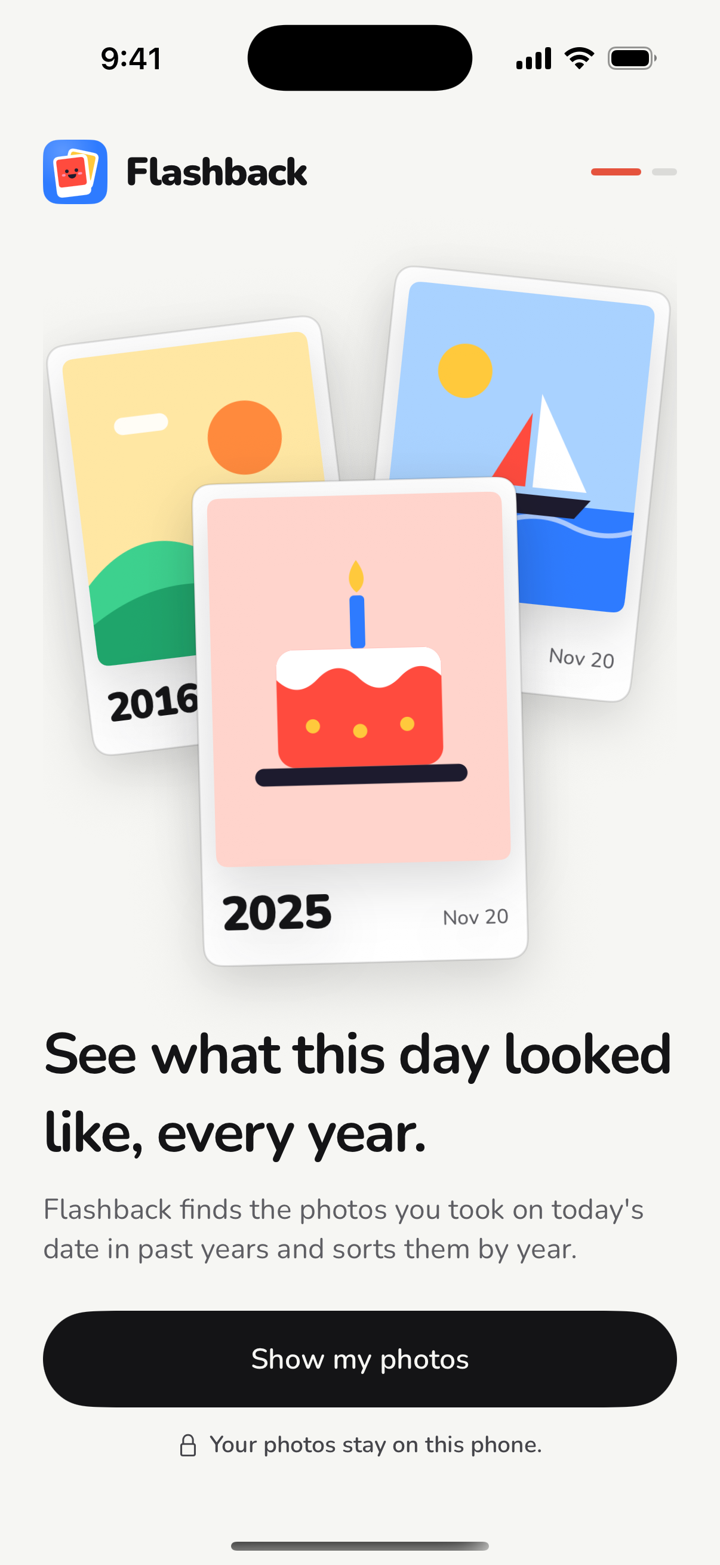 9:41
Flashback
2016
Nov 20
2025
Nov 20
See what this day looked
like, every year.
Flashback finds the photos you took on today's
date in past years and sorts them by year.
Show my photos
Your photos stay on this phone.